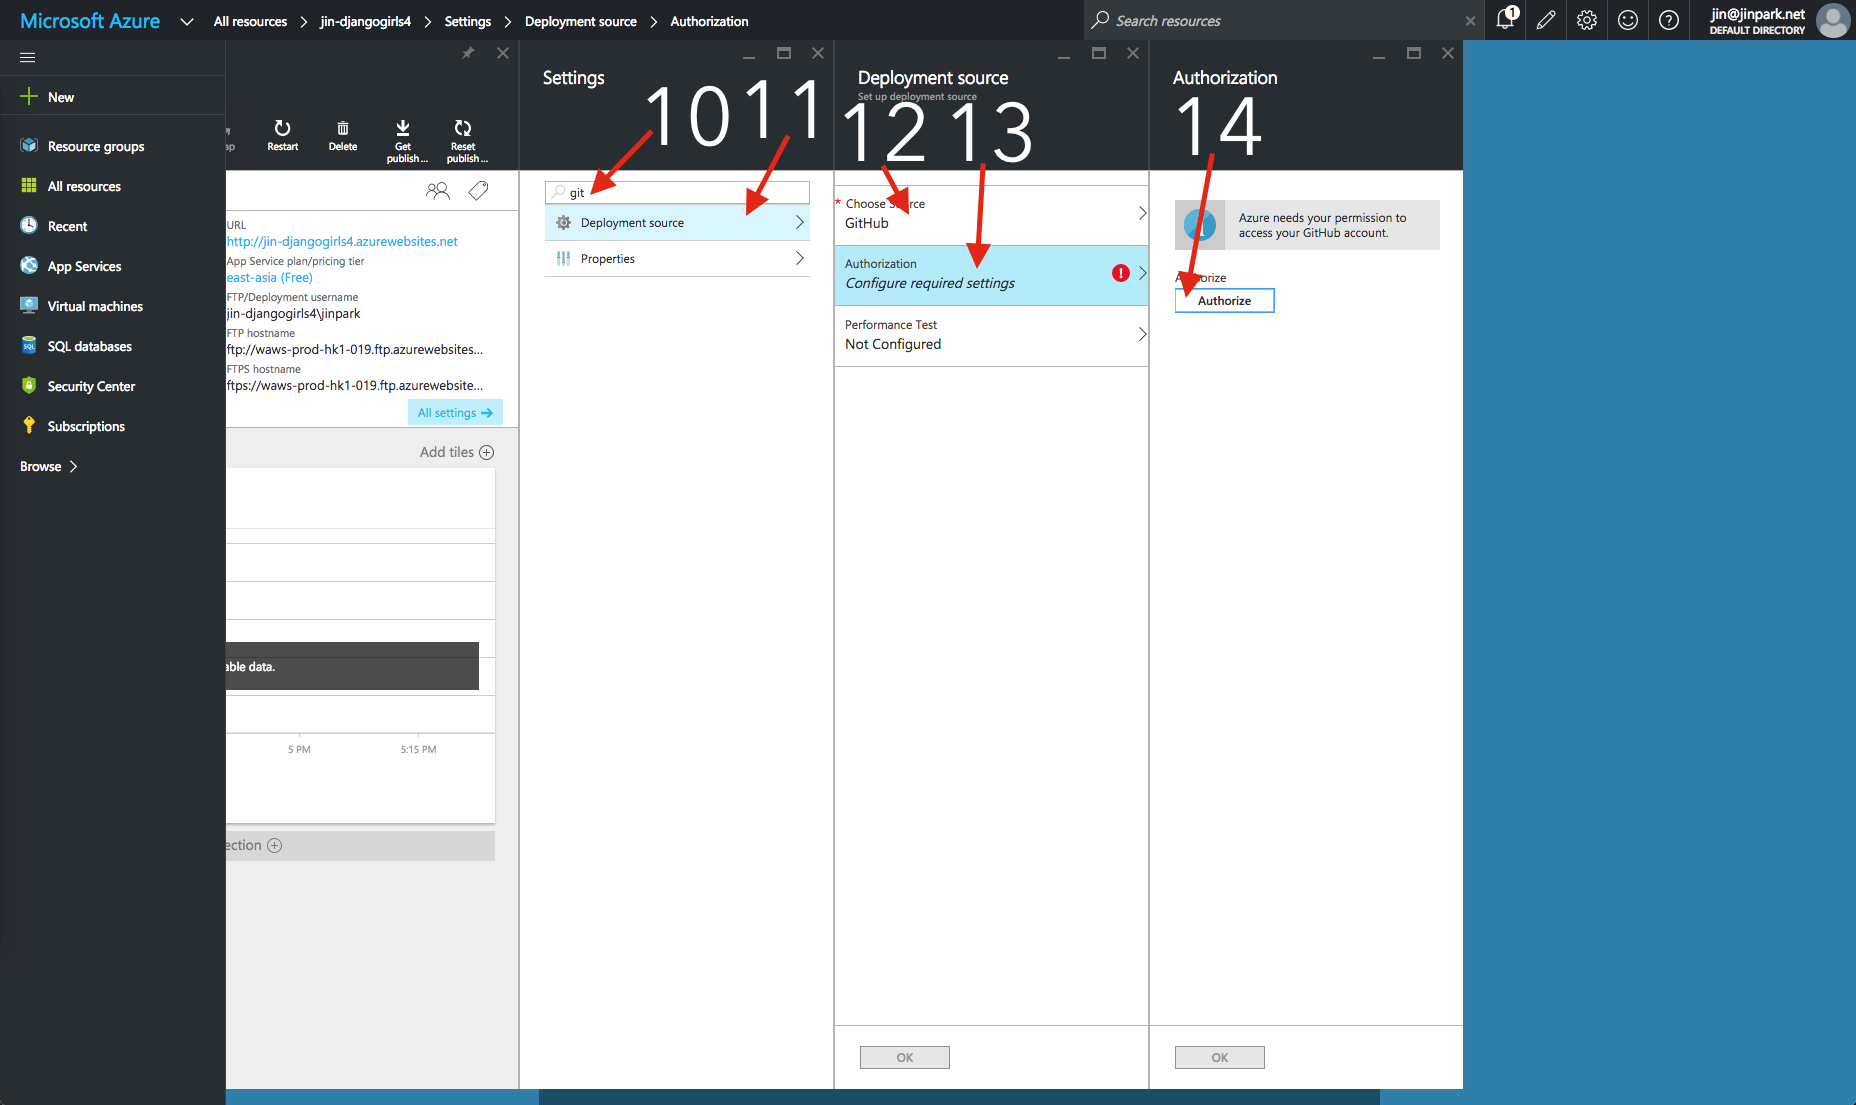 Microsoft Azure
All resources
jin-djangogirls4
Settings
Deployment source
Authorization
Search resources
1
jin@jinpark.net
DEFAULT DIRECTORY
New
Resource groups
All resources
Recent
App Services
Virtual machines
SQL databases
Security Center
Subscriptions
Browse
ap
Restart
Delete
Get
publish ...
Reset
publish ...
URL
http://jin-djangogirls4.azurewebsites.net
App Service plan/pricing tier
east-asia (Free)
FTP/Deployment username
jin-djangogirls4\jinpark
FTP hostname
ftp://waws-prod-hk1-019.ftp.azurewebsites...
FTPS hostname
ftps://waws-prod-hk1-019.ftp.azurewebsite...
All settings
Add tiles
able data.
5 PM
5:15 PM
ection
Settings
10 11
git
Deployment source
Properties
Deployment source
Set up deployment source
12 13
* Choose Source
GitHub
Authorization
Configure required settings
!
Performance Test
Not Configured
OK
Authorization
14
Azure needs your permission to
access your GitHub account.
Authorize
Authorize
OK